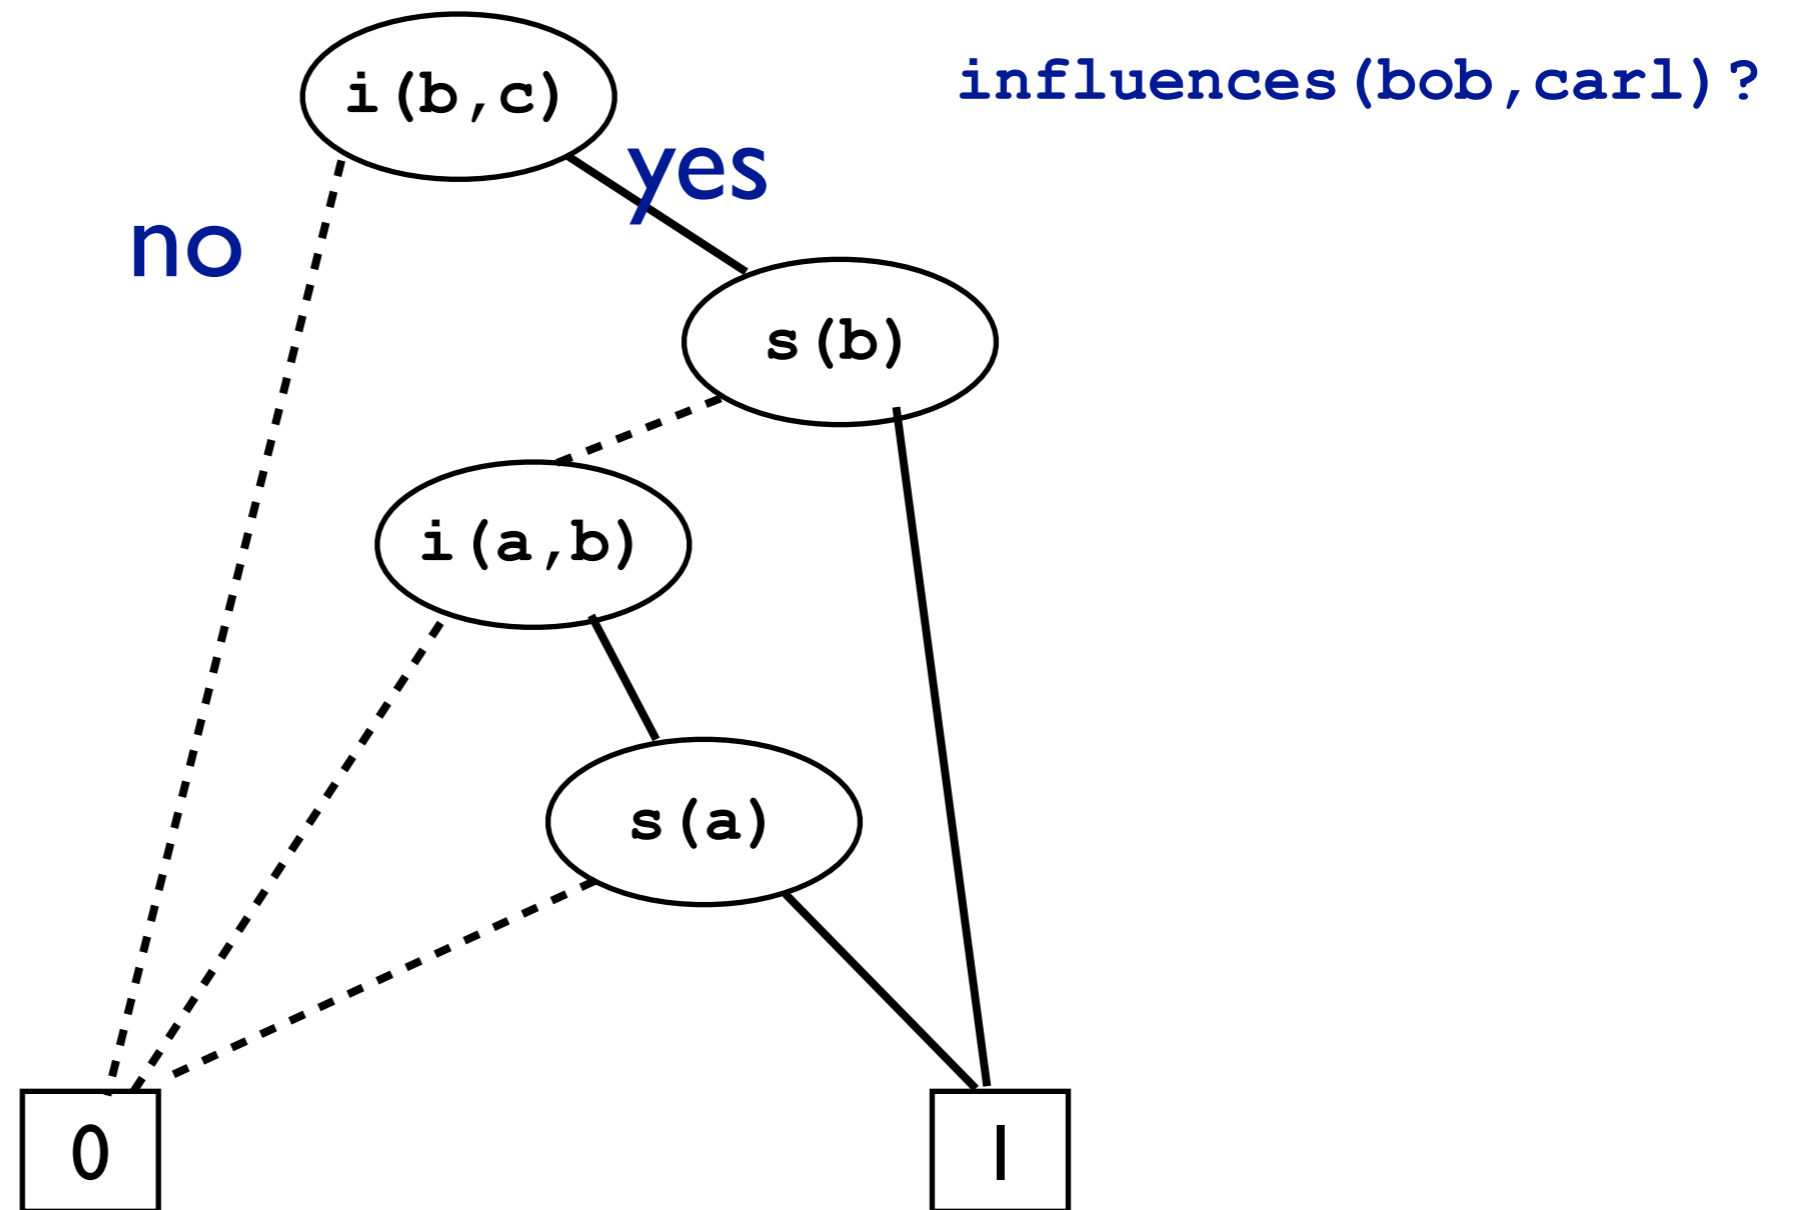 i(b,c)
influences(bob,carl)?
yes
no
s(b)
i(a,b)
s(a)
0
1